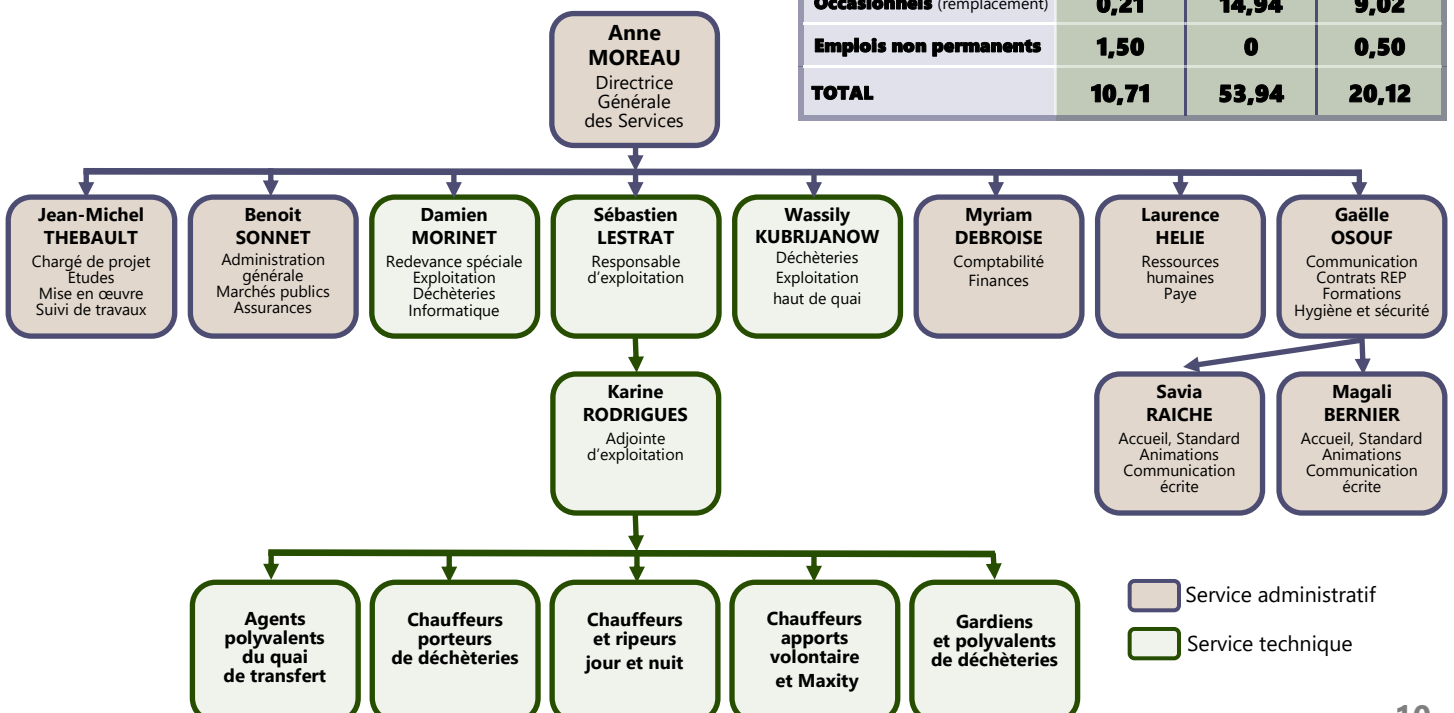 Occasionnels (remplacement) 0,21 14,94 9,02
Emplois non permanents 1,50 0 0,50
TOTAL 10,71 53,94 20,12
Anne
MOREAU
Directrice
Générale
des Services
Jean-Michel
THEBAULT
Chargé de projet
Etudes
Mise en œuvre
Suivi de travaux
Benoit
SONNET
Administration
générale
Marchés publics
Assurances
Damien
MORINET
Redevance spéciale
Exploitation
Déchèteries
Informatique
Sébastien
LESTRAT
Responsable
d'exploitation
Wassily
KUBRIJANOW
Déchèteries
Exploitation
haut de quai
Myriam
DEBROISE
Comptabilité
Finances
Laurence
HELIE
Ressources
humaines
Paye
Gaëlle
OSOUF
Communication
Contrats REP
Formations
Hygiène et sécurité
Karine
RODRIGUES
Adjointe
d'exploitation
Savia
RAICHE
Accueil, Standard
Animations
Communication
écrite
Magali
BERNIER
Accueil, Standard
Animations
Communication
écrite
Agents
polyvalents
du quai
de transfert
Chauffeurs
porteurs
de déchèteries
Chauffeurs
et ripeurs
jour et nuit
Chauffeurs
apports
volontaire
et Maxity
Gardiens
et polyvalents
de déchèteries
Service administratif
Service technique